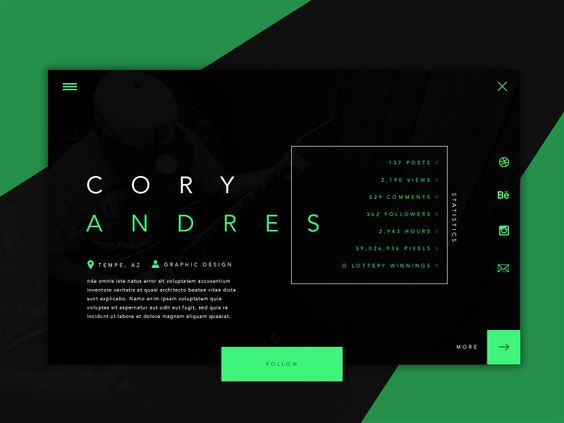 CORY
ANDRES
TEMPE, AZ GRAPHIC DESIGN
nde omnis iste natus error sit voluptatem accusantium
inventore veritatis et quasi architecto beatae vitae dicta
sunt explicabo. Nemo enim ipsam voluptatem quia
voluptas sit aspernatur aut odit aut fugit, sed quia ra
incidunt ut labore et dolore magnam aliquam quaerat.
137 POSTS
2,190 VIEWS
529 COMMENTS
362 FOLLOWERS
2,945 HOURS
39,026,936 PIXELS
0 LOTTERY WINNINGS
STATISTICS
Bē
MORE
FOLLOW